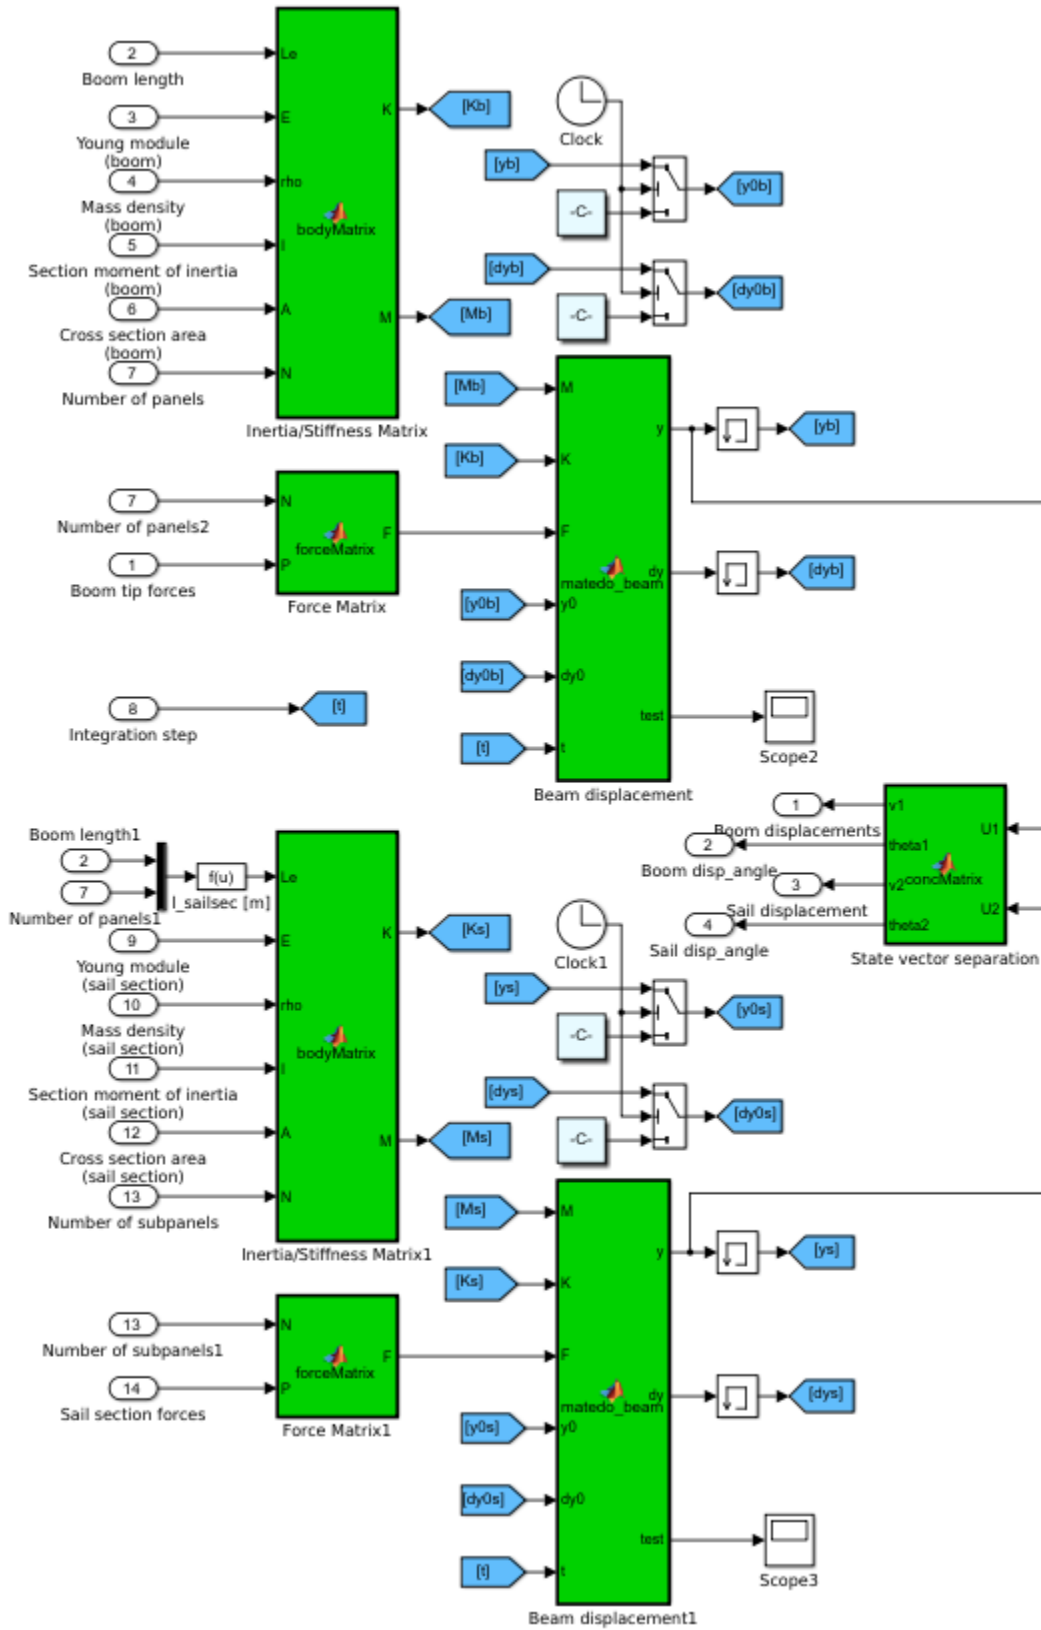 2
Boom length
Le
3
Young module
(boom)
E
4
Mass density
(boom)
rho
5
Section moment of inertia
(boom)
I
6
Cross section area
(boom)
A
7
Number of panels
N
bodyMatrix
K
M
Inertia/Stiffness Matrix
[Kb]
[Mb]
Clock
[yb]
-C-
[y0b]
[dyb]
-C-
[dy0b]
7
Number of panels2
N
1
Boom tip forces
P
forceMatrix
F
Force Matrix
[Mb]
M
[Kb]
K
F
[y0b]
y0
[dy0b]
dy0
[t]
t
matedo_beam
y
dy
test
Beam displacement
[yb]
[dyb]
Scope2
8
Integration step
[t]
1
Boom displacements
v1
2
Boom disp_angle
theta1
3
Sail displacement
v2
4
Sail disp_angle
theta2
concMatrix
U1
U2
State vector separation
Boom length1
2
7
Number of panels1
f(u)
l_sailsec [m]
Le
9
Young module
(sail section)
E
10
Mass density
(sail section)
rho
11
Section moment of inertia
(sail section)
I
12
Cross section area
(sail section)
A
13
Number of subpanels
N
bodyMatrix
K
M
Inertia/Stiffness Matrix1
[Ks]
[Ms]
Clock1
[ys]
-C-
[y0s]
[dys]
-C-
[dy0s]
13
Number of subpanels1
N
14
Sail section forces
P
forceMatrix
F
Force Matrix1
[Ms]
M
[Ks]
K
F
[y0s]
y0
[dy0s]
dy0
[t]
t
matedo_beam
y
dy
test
Beam displacement1
[ys]
[dys]
Scope3